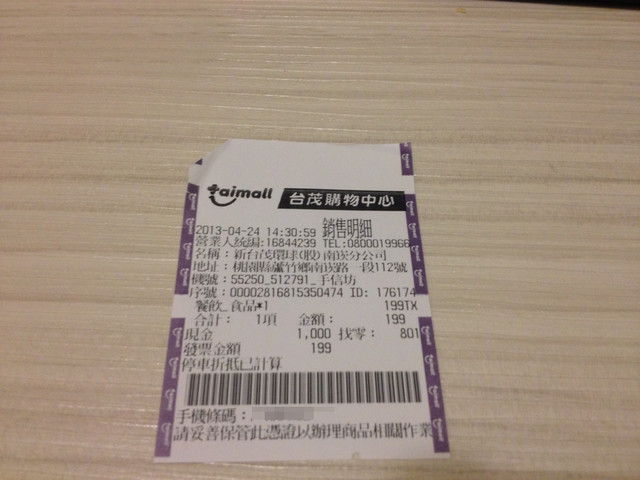 taimall 台茂購物中心
銷售明細
2013-04-24 14:30:59
營業人統編:16844239 TEL:0800019966
名稱：新台茂環球(股)南崁分公司
地址：桃園縣蘆竹鄉南崁路一段112號
機號：55250_512791_手信坊
序號：00002816815350474 ID: 176174
餐飲_食品*1 199TX
合計： 1項 金額： 199
現金 1,000 找零： 801
發票金額 199
停車折抵已計算
手機條碼：
請妥善保管此憑證以辦理商品相關作業